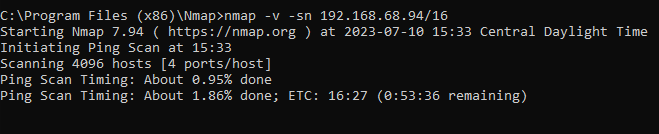 C:\Program Files (x86)\Nmap>nmap -v -sn 192.168.68.94/16
Starting Nmap 7.94 ( https://nmap.org ) at 2023-07-10 15:33 Central Daylight Time
Initiating Ping Scan at 15:33
Scanning 4096 hosts [4 ports/host]
Ping Scan Timing: About 0.95% done
Ping Scan Timing: About 1.86% done; ETC: 16:27 (0:53:36 remaining)